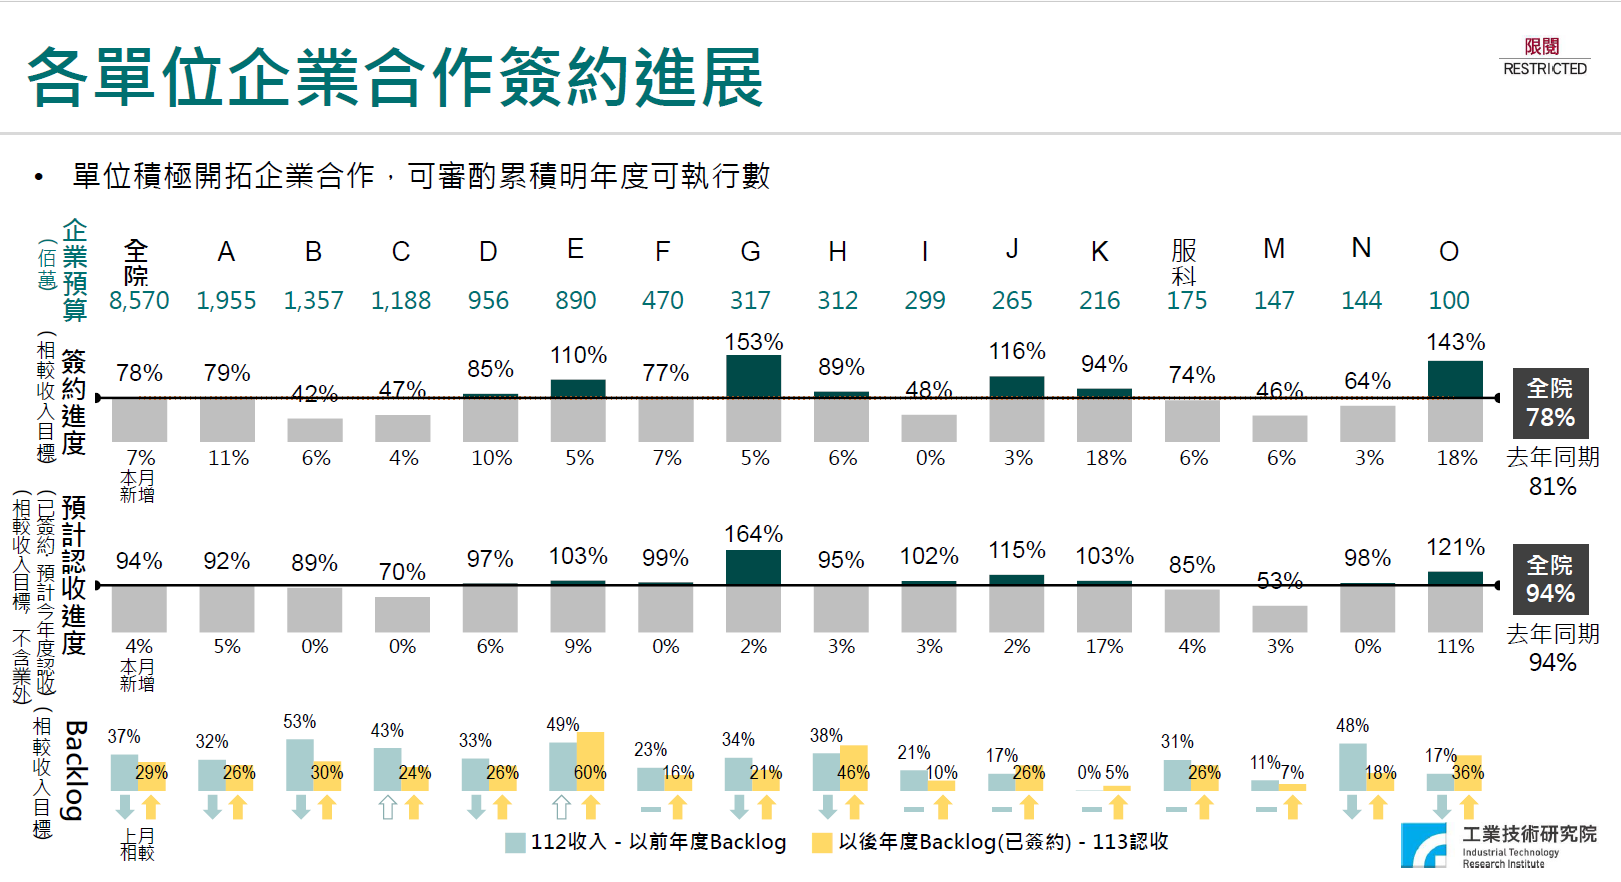 各單位企業合作簽約進展
限閱
RESTRICTED
• 單位積極開拓企業合作，可審酌累積明年度可執行數
企業預算
(佰萬)
全院 A B C D E F G H I J K 服科 M N O
8,570 1,955 1,357 1,188 956 890 470 317 312 299 265 216 175 147 144 100
簽約進度
(相較收入目標)
78% 79% 42% 47% 85% 110% 77% 153% 89% 48% 116% 94% 74% 46% 64% 143%
7% 11% 6% 4% 10% 5% 7% 5% 6% 0% 3% 18% 6% 6% 3% 18%
本月
新增
全院
78%
去年同期
81%
預計認收進度
(已簽約，預計今年度認收)
(相較收入目標，不含業外)
94% 92% 89% 70% 97% 103% 99% 164% 95% 102% 115% 103% 85% 53% 98% 121%
4% 5% 0% 0% 6% 9% 0% 2% 3% 3% 2% 17% 4% 3% 0% 11%
本月
新增
全院
94%
去年同期
94%
Backlog
(相較收入目標)
37% 32% 53% 43% 33% 49% 23% 34% 38% 21% 17% 0% 31% 11% 48% 17%
29% 26% 30% 24% 26% 60% 16% 21% 46% 10% 26% 5% 26% 7% 18% 36%
上月
相較
112收入 - 以前年度Backlog
以後年度Backlog(已簽約) - 113認收
工業技術研究院
Industrial Technology
Research Institute